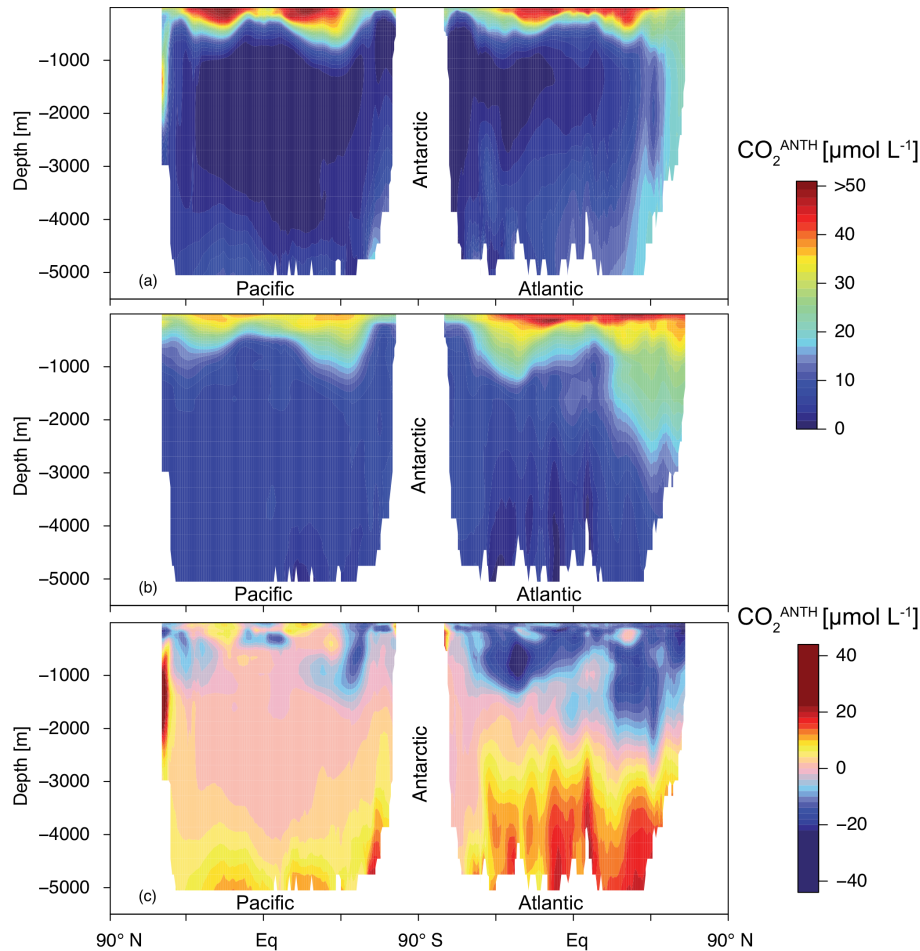 −1000
−2000
−3000
−4000
−5000
Depth [m]
(a)
Pacific
Antarctic
Atlantic
CO₂ᴬᴺᵀᴴ [µmol L⁻¹]
>50
40
30
20
10
0
−1000
−2000
−3000
−4000
−5000
Depth [m]
(b)
Pacific
Antarctic
Atlantic
CO₂ᴬᴺᵀᴴ [µmol L⁻¹]
40
20
0
−20
−40
−1000
−2000
−3000
−4000
−5000
Depth [m]
(c)
Pacific
Antarctic
Atlantic
90° N Eq 90° S Eq 90° N